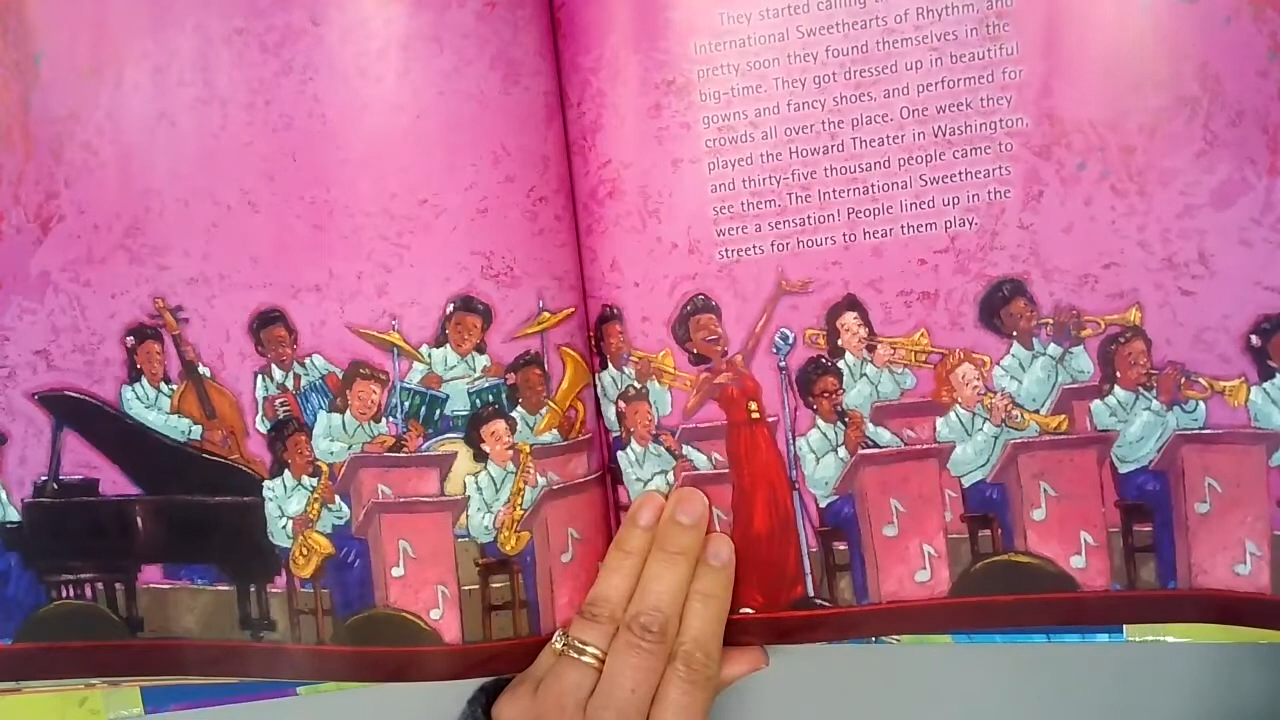 They started calling
International Sweethearts of Rhythm, and
pretty soon they found themselves in the
big-time. They got dressed up in beautiful
gowns and fancy shoes, and performed for
crowds all over the place. One week they
played the Howard Theater in Washington,
and thirty-five thousand people came to
see them. The International Sweethearts
were a sensation! People lined up in the
streets for hours to hear them play.